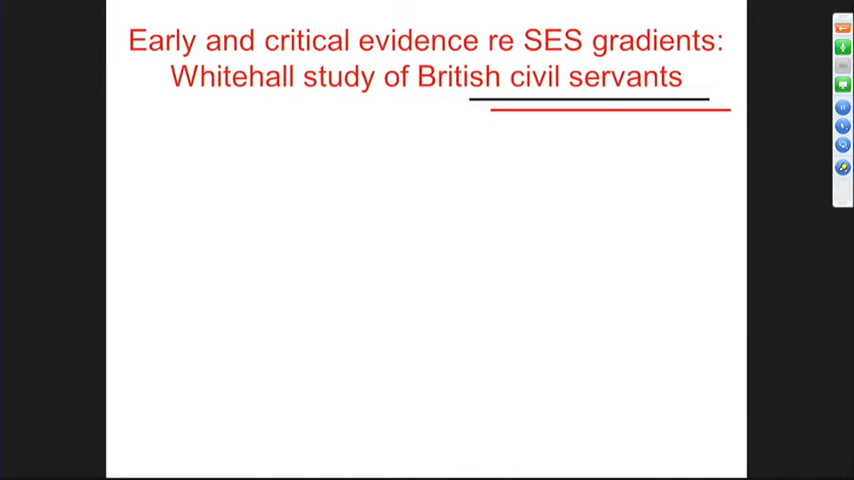 Early and critical evidence re SES gradients:
Whitehall study of British civil servants